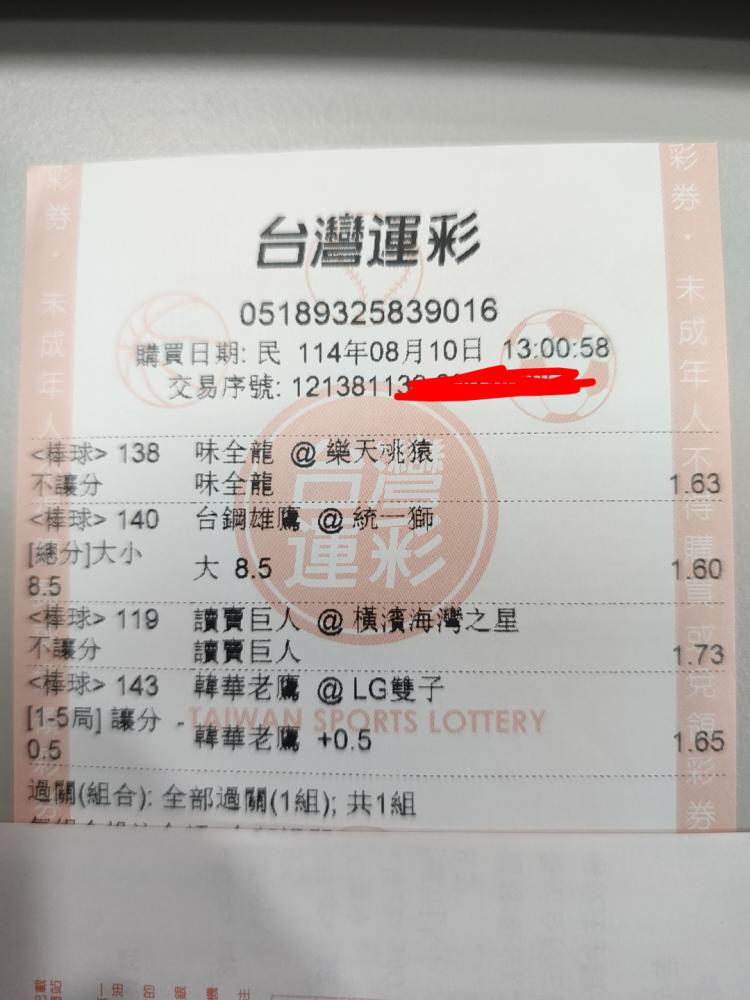 台灣運彩
05189325839016
購買日期: 民 114年08月10日 13:00:58
交易序號: 121381133
<棒球> 138 味全龍 @ 樂天桃猿
不讓分 味全龍 1.63
<棒球> 140 台鋼雄鷹 @ 統一獅
[總分]大小
8.5 大 8.5 1.60
<棒球> 119 讀賣巨人 @ 橫濱海灣之星
不讓分 讀賣巨人 1.73
<棒球> 143 韓華老鷹 @ LG雙子
[1-5局] 讓分 -
0.5 韓華老鷹 +0.5 1.65
TAIWAN SPORTS LOTTERY
過關(組合): 全部過關(1組); 共1組
台灣
運彩
彩券．未成年人
彩券．未成年人不得購買或兌領彩券